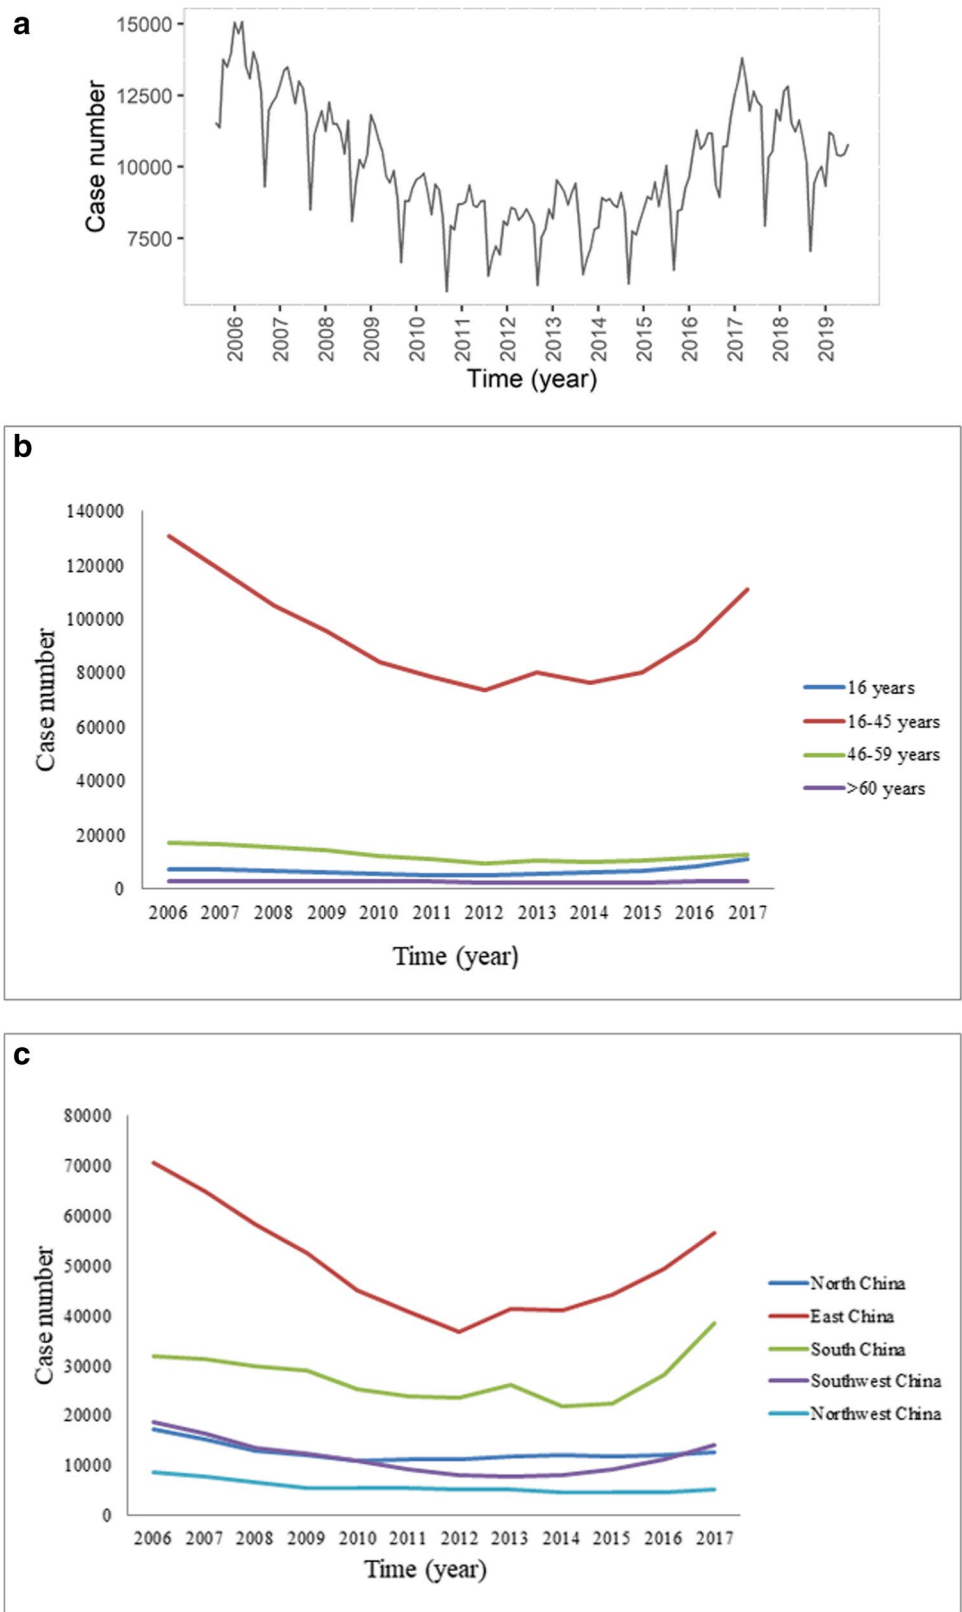 a
15000
12500
10000
7500
Case number
2006 2007 2008 2009 2010 2011 2012 2013 2014 2015 2016 2017 2018 2019
Time (year)
b
140000
120000
100000
80000
60000
40000
20000
0
Case number
2006 2007 2008 2009 2010 2011 2012 2013 2014 2015 2016 2017
Time (year)
16 years
16-45 years
46-59 years
>60 years
c
80000
70000
60000
50000
40000
30000
20000
10000
0
Case number
2006 2007 2008 2009 2010 2011 2012 2013 2014 2015 2016 2017
Time (year)
North China
East China
South China
Southwest China
Northwest China